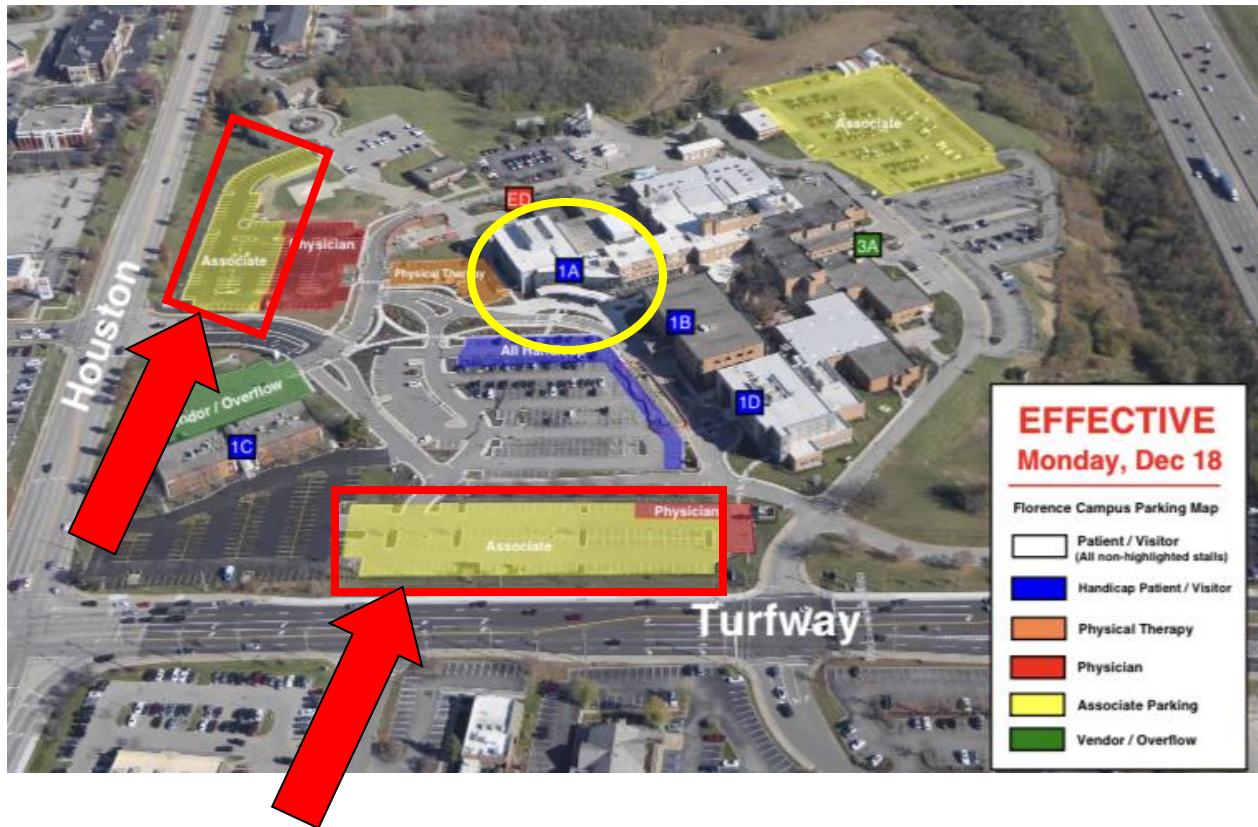 Associate
ED
Physician
3A
Associate
Physical Therapy
1A
Houston
1B
All Handicap
Vendor / Overflow
1D
1C
Physician
Associate
Turfway
EFFECTIVE
Monday, Dec 18
Florence Campus Parking Map
Patient / Visitor
(All non-highlighted stalls)
Handicap Patient / Visitor
Physical Therapy
Physician
Associate Parking
Vendor / Overflow